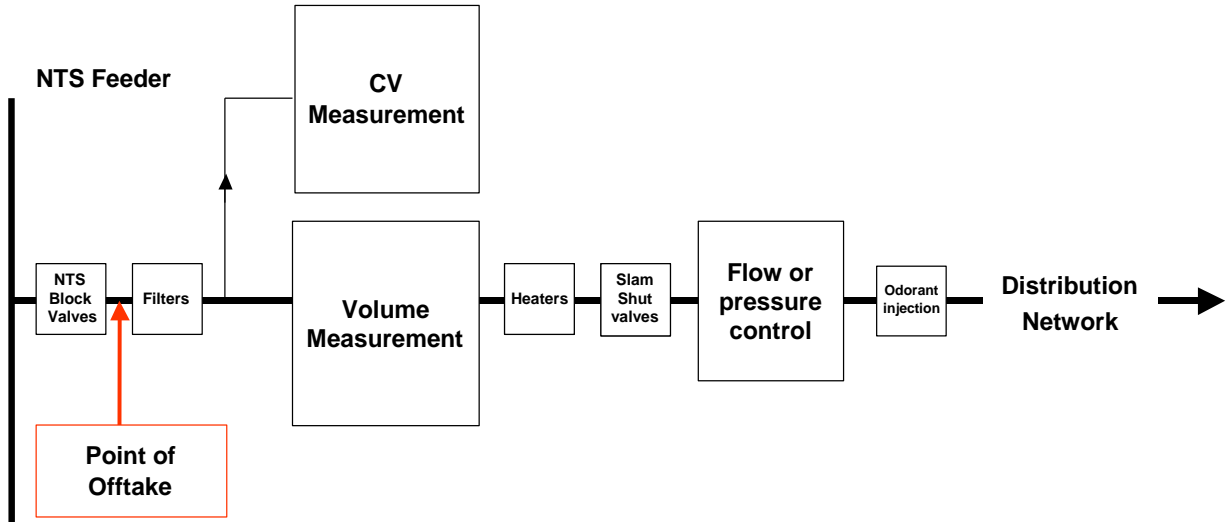 NTS Feeder
CV
Measurement
NTS
Block
Valves
Filters
Volume
Measurement
Heaters
Slam
Shut
valves
Flow or
pressure
control
Odorant
injection
Distribution
Network
Point of
Offtake